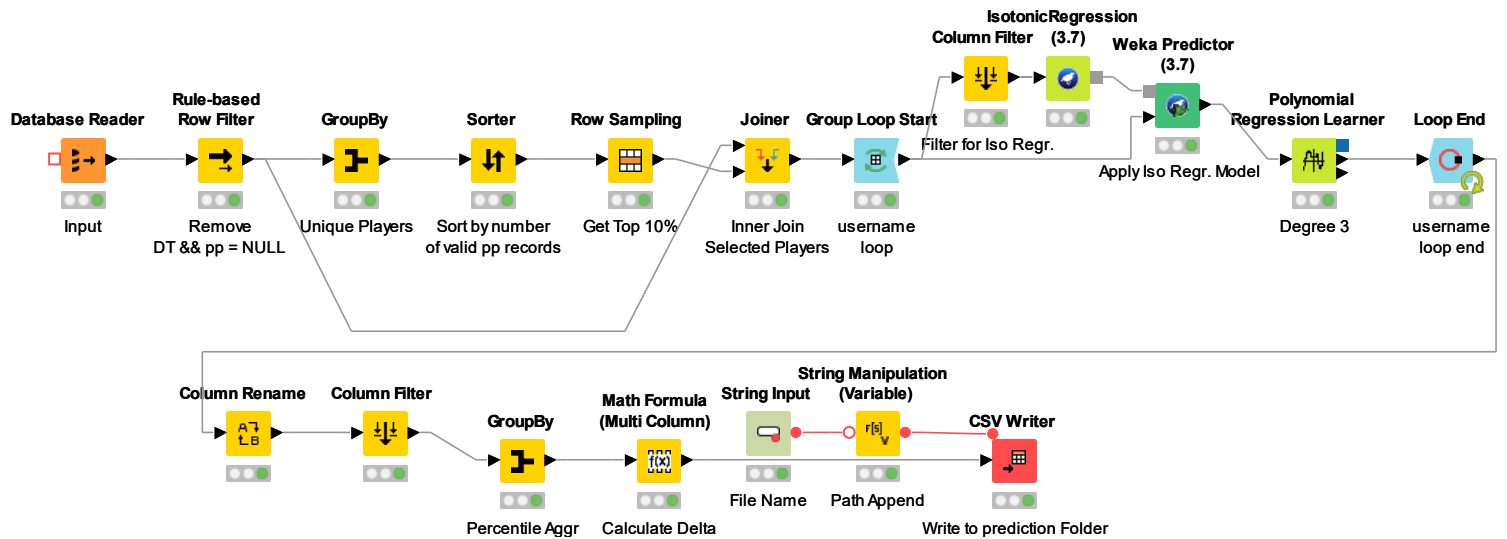 Database Reader
Input
Rule-based
Row Filter
Remove
DT && pp = NULL
GroupBy
Unique Players
Sorter
Sort by number
of valid pp records
Row Sampling
Get Top 10%
Joiner
Inner Join
Selected Players
Group Loop Start
username
loop
Column Filter
Filter for Iso Regr.
IsotonicRegression
(3.7)
Weka Predictor
(3.7)
Apply Iso Regr. Model
Polynomial
Regression Learner
Degree 3
Loop End
username
loop end
Column Rename
A
B
Column Filter
GroupBy
Percentile Aggr
Math Formula
(Multi Column)
f(x)
Calculate Delta
String Input
File Name
String Manipulation
(Variable)
F[S]
V
Path Append
CSV Writer
Write to prediction Folder